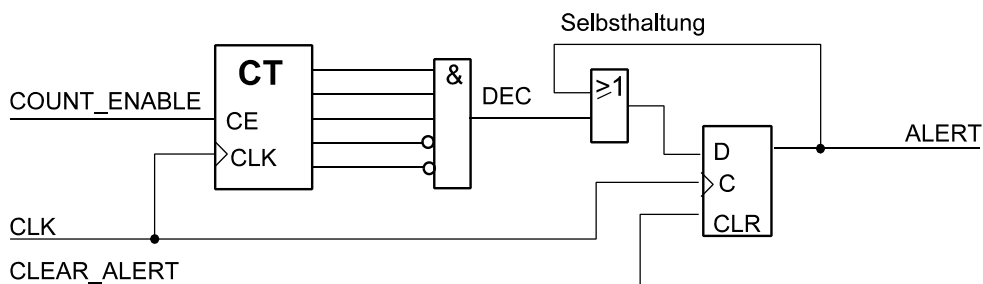 Selbsthaltung
CT
&
DEC
≥1
COUNT_ENABLE
CE
CLK
D
ALERT
C
CLR
CLK
CLEAR_ALERT